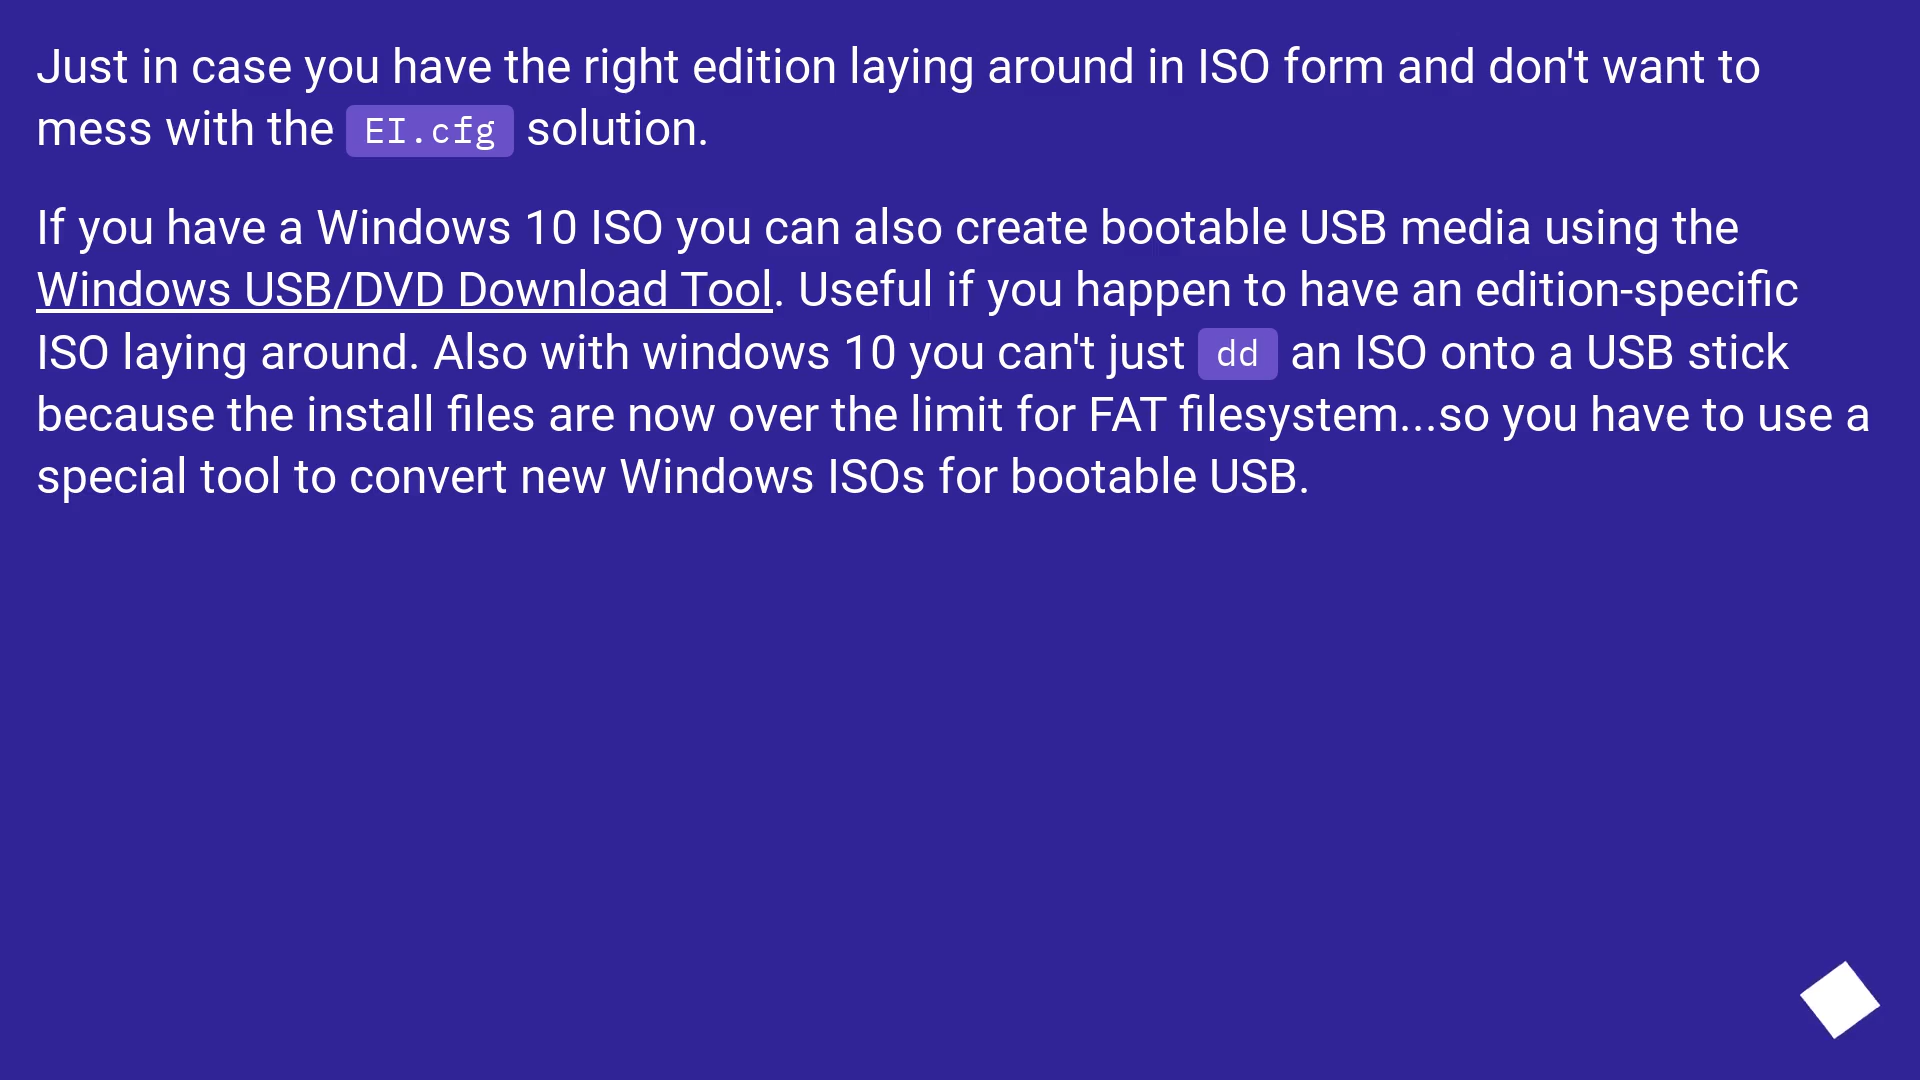 Just in case you have the right edition laying around in ISO form and don't want to
mess with the EI.cfg solution.
If you have a Windows 10 ISO you can also create bootable USB media using the
Windows USB/DVD Download Tool. Useful if you happen to have an edition-specific
ISO laying around. Also with windows 10 you can't just dd an ISO onto a USB stick
because the install files are now over the limit for FAT filesystem...so you have to use a
special tool to convert new Windows ISOs for bootable USB.